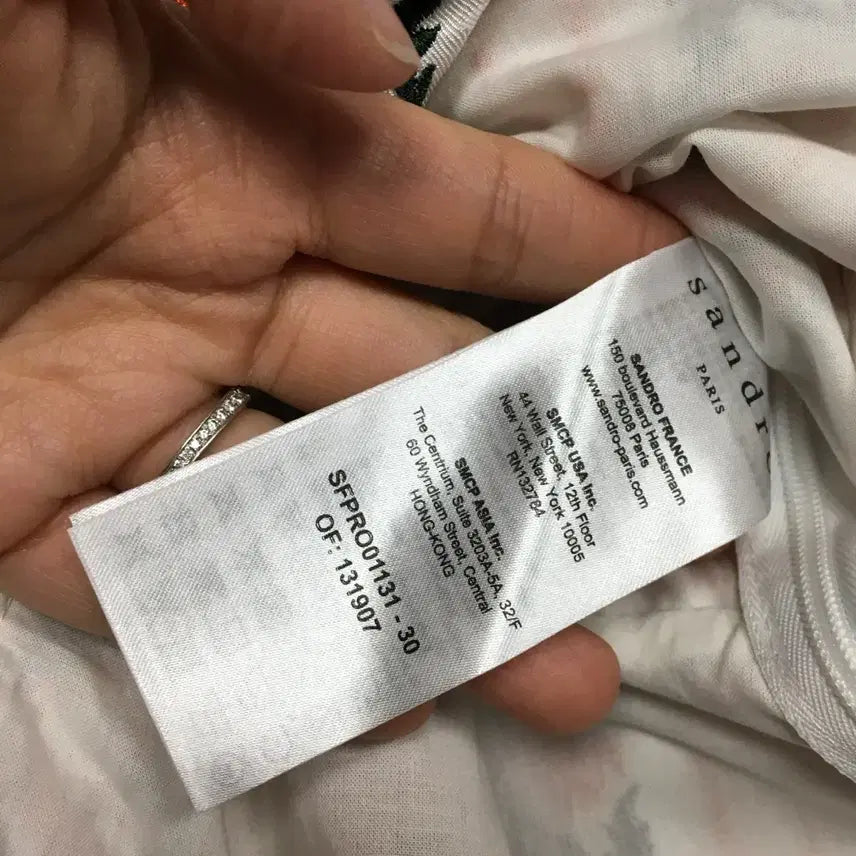 sandro
PARIS
SANDRO FRANCE
150 boulevard Haussmann
75008 Paris
www.sandro-paris.com
SMCP USA Inc.
44 Wall Street, 12th Floor
New York, New York 10005
RN132784
SMCP ASIA Inc.
The Centrium, Suite 3203A-5A, 32/F
60 Wyndham Street, Central
HONG-KONG
SFPRO01131 - 30
OF: 131907